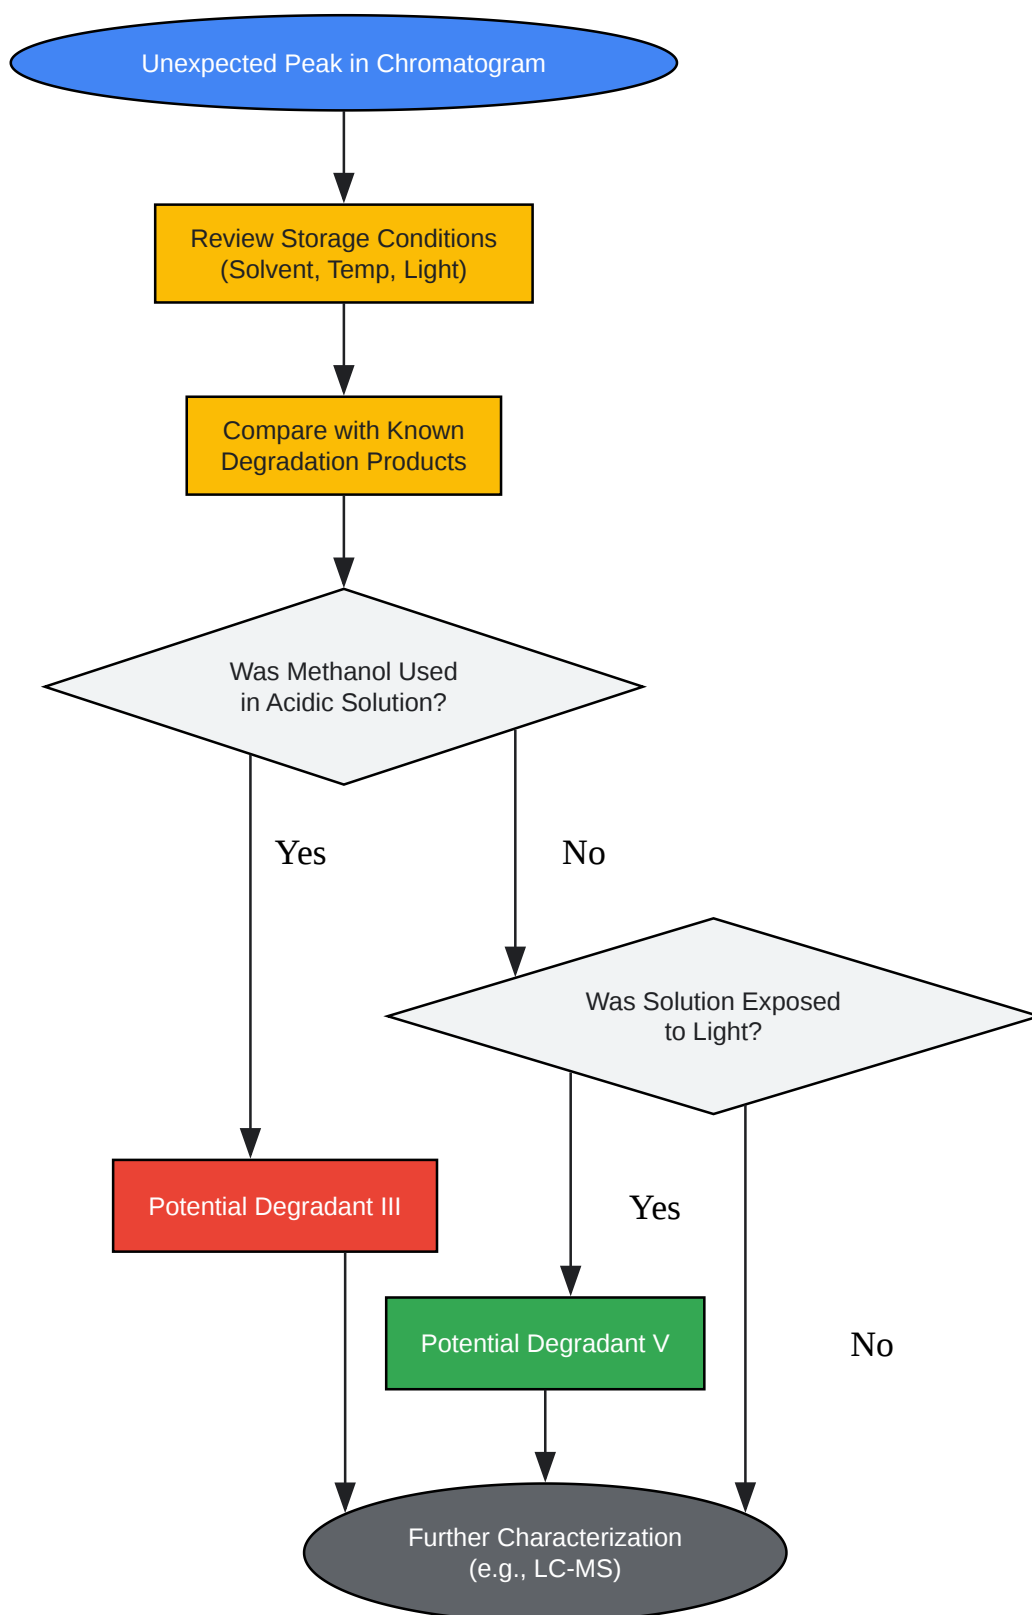 Unexpected Peak in Chromatogram
Review Storage Conditions
(Solvent, Temp, Light)
Compare with Known
Degradation Products
Was Methanol Used
in Acidic Solution?
Yes
No
Was Solution Exposed
to Light?
Potential Degradant III
Yes
Potential Degradant V
No
Further Characterization
(e.g., LC-MS)